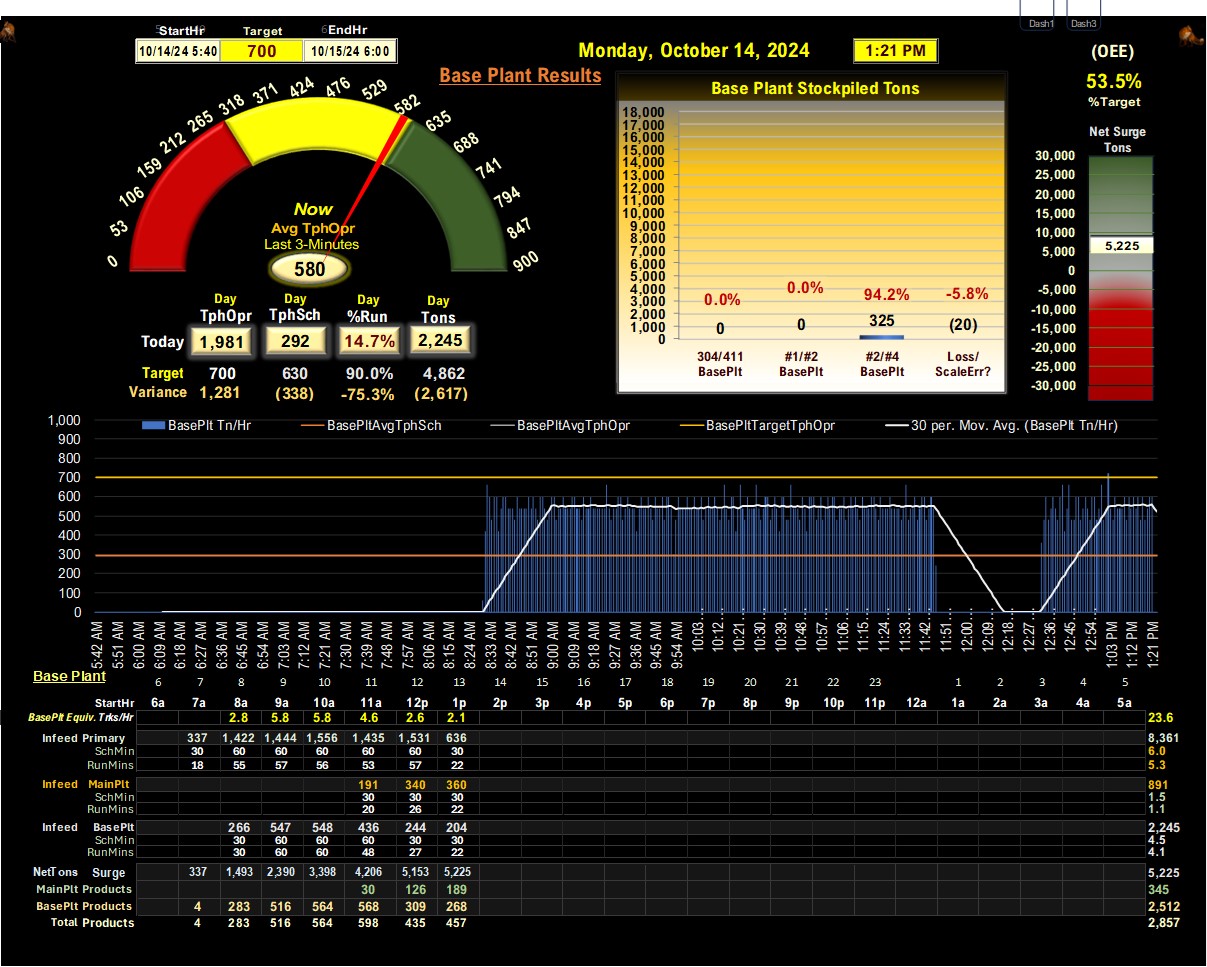 Dash1 Dash3
StartHr Target EndHr
10/14/24 5:40 700 10/15/24 6:00
Monday, October 14, 2024 1:21 PM
(OEE)
53.5%
%Target
Base Plant Results
Base Plant Stockpiled Tons
Net Surge
Tons
0 53 106 159 212 265 318 371 424 476 529 582 635 688 741 794 847 900
Now
Avg TphOpr
Last 3-Minutes
580
18,000
17,000
16,000
15,000
14,000
13,000
12,000
11,000
10,000
9,000
8,000
7,000
6,000
5,000
4,000
3,000
2,000
1,000
0
0.0% 0.0% 94.2% -5.8%
0 0 325 (20)
304/411 #1/#2 #2/#4 Loss/
BasePlt BasePlt BasePlt ScaleErr?
30,000
25,000
20,000
15,000
10,000
5,000
0
-5,000
-10,000
-15,000
-20,000
-25,000
-30,000
5,225
Day Day Day Day
TphOpr TphSch %Run Tons
Today 1,981 292 14.7% 2,245
Target 700 630 90.0% 4,862
Variance 1,281 (338) -75.3% (2,617)
BasePlt Tn/Hr BasePltAvgTphSch BasePltAvgTphOpr BasePltTargetTphOpr 30 per. Mov. Avg. (BasePlt Tn/Hr)
1,000
900
800
700
600
500
400
300
200
100
0
5:42 AM 5:51 AM 6:00 AM 6:09 AM 6:18 AM 6:27 AM 6:36 AM 6:45 AM 6:54 AM 7:03 AM 7:12 AM 7:21 AM 7:30 AM 7:39 AM 7:48 AM 7:57 AM 8:06 AM 8:15 AM 8:24 AM 8:33 AM 8:42 AM 8:51 AM 9:00 AM 9:09 AM 9:18 AM 9:27 AM 9:36 AM 9:45 AM 9:54 AM 10:03... 10:12... 10:21... 10:30... 10:39... 10:48... 10:57... 11:06... 11:15... 11:24... 11:33... 11:42... 11:51... 12:00... 12:09... 12:18... 12:27... 12:36... 12:45... 12:54... 1:03 PM 1:12 PM 1:21 PM
Base Plant
6 7 8 9 10 11 12 13 14 15 16 17 18 19 20 21 22 23 1 2 3 4 5
StartHr 6a 7a 8a 9a 10a 11a 12p 1p 2p 3p 4p 5p 6p 7p 8p 9p 10p 11p 12a 1a 2a 3a 4a 5a
BasePlt Equiv. Trks/Hr 2.8 5.8 5.8 4.6 2.6 2.1 23.6
Infeed Primary 337 1,422 1,444 1,556 1,435 1,531 636 8,361
SchMin 30 60 60 60 60 60 30 6.0
RunMins 18 55 57 56 53 57 22 5.3
Infeed MainPlt 191 340 360 891
SchMin 30 30 30 1.5
RunMins 20 26 22 1.1
Infeed BasePlt 266 547 548 436 244 204 2,245
SchMin 30 60 60 60 30 30 4.5
RunMins 30 60 60 48 27 22 4.1
NetTons Surge 337 1,493 2,390 3,398 4,206 5,153 5,225 5,225
MainPlt Products 30 126 189 345
BasePlt Products 4 283 516 564 568 309 268 2,512
Total Products 4 283 516 564 598 435 457 2,857